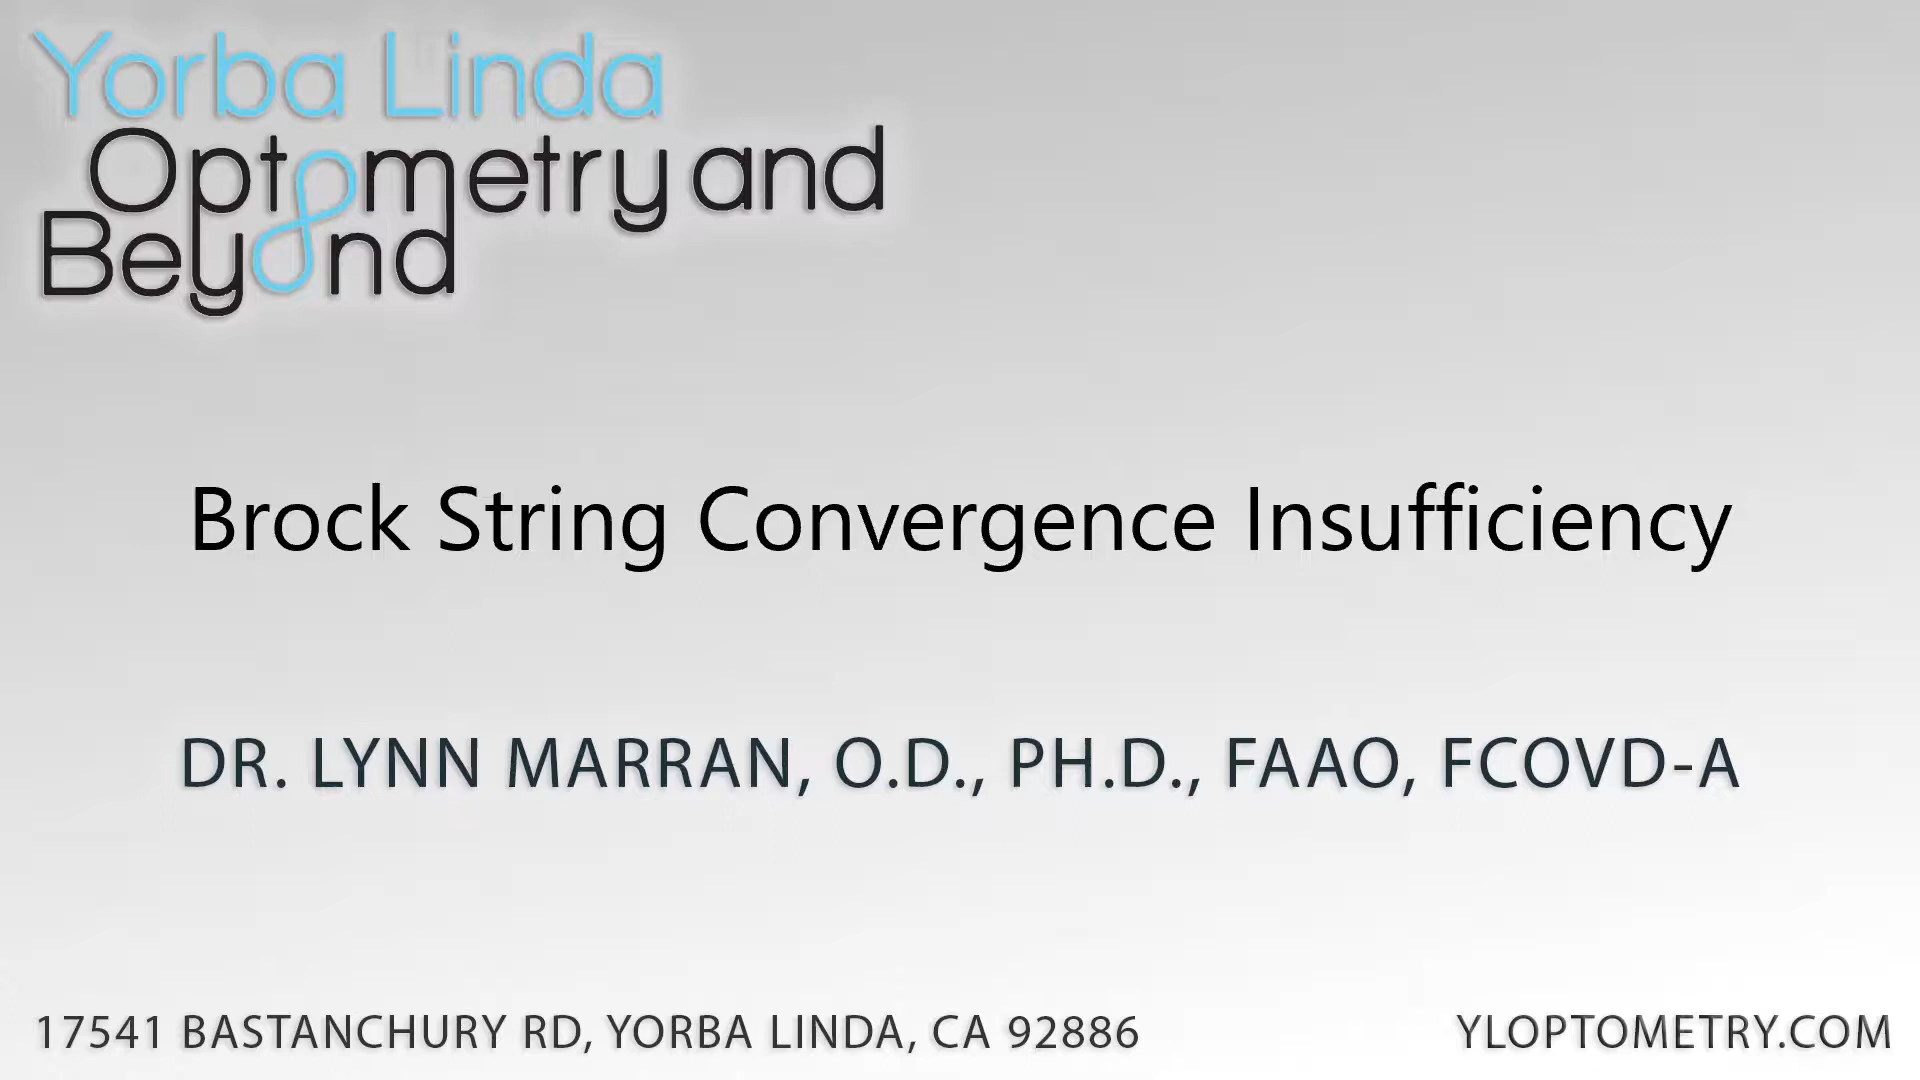 Yorba Linda
Optometry and
Beyond
Brock String Convergence Insufficiency
DR. LYNN MARRAN, O.D., PH.D., FAAO, FCOVD-A
17541 BASTANCHURY RD, YORBA LINDA, CA 92886
YLOPTOMETRY.COM